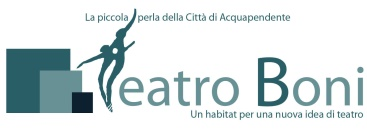 La piccola perla della Città di Acquapendente
Teatro Boni
Un habitat per una nuova idea di teatro